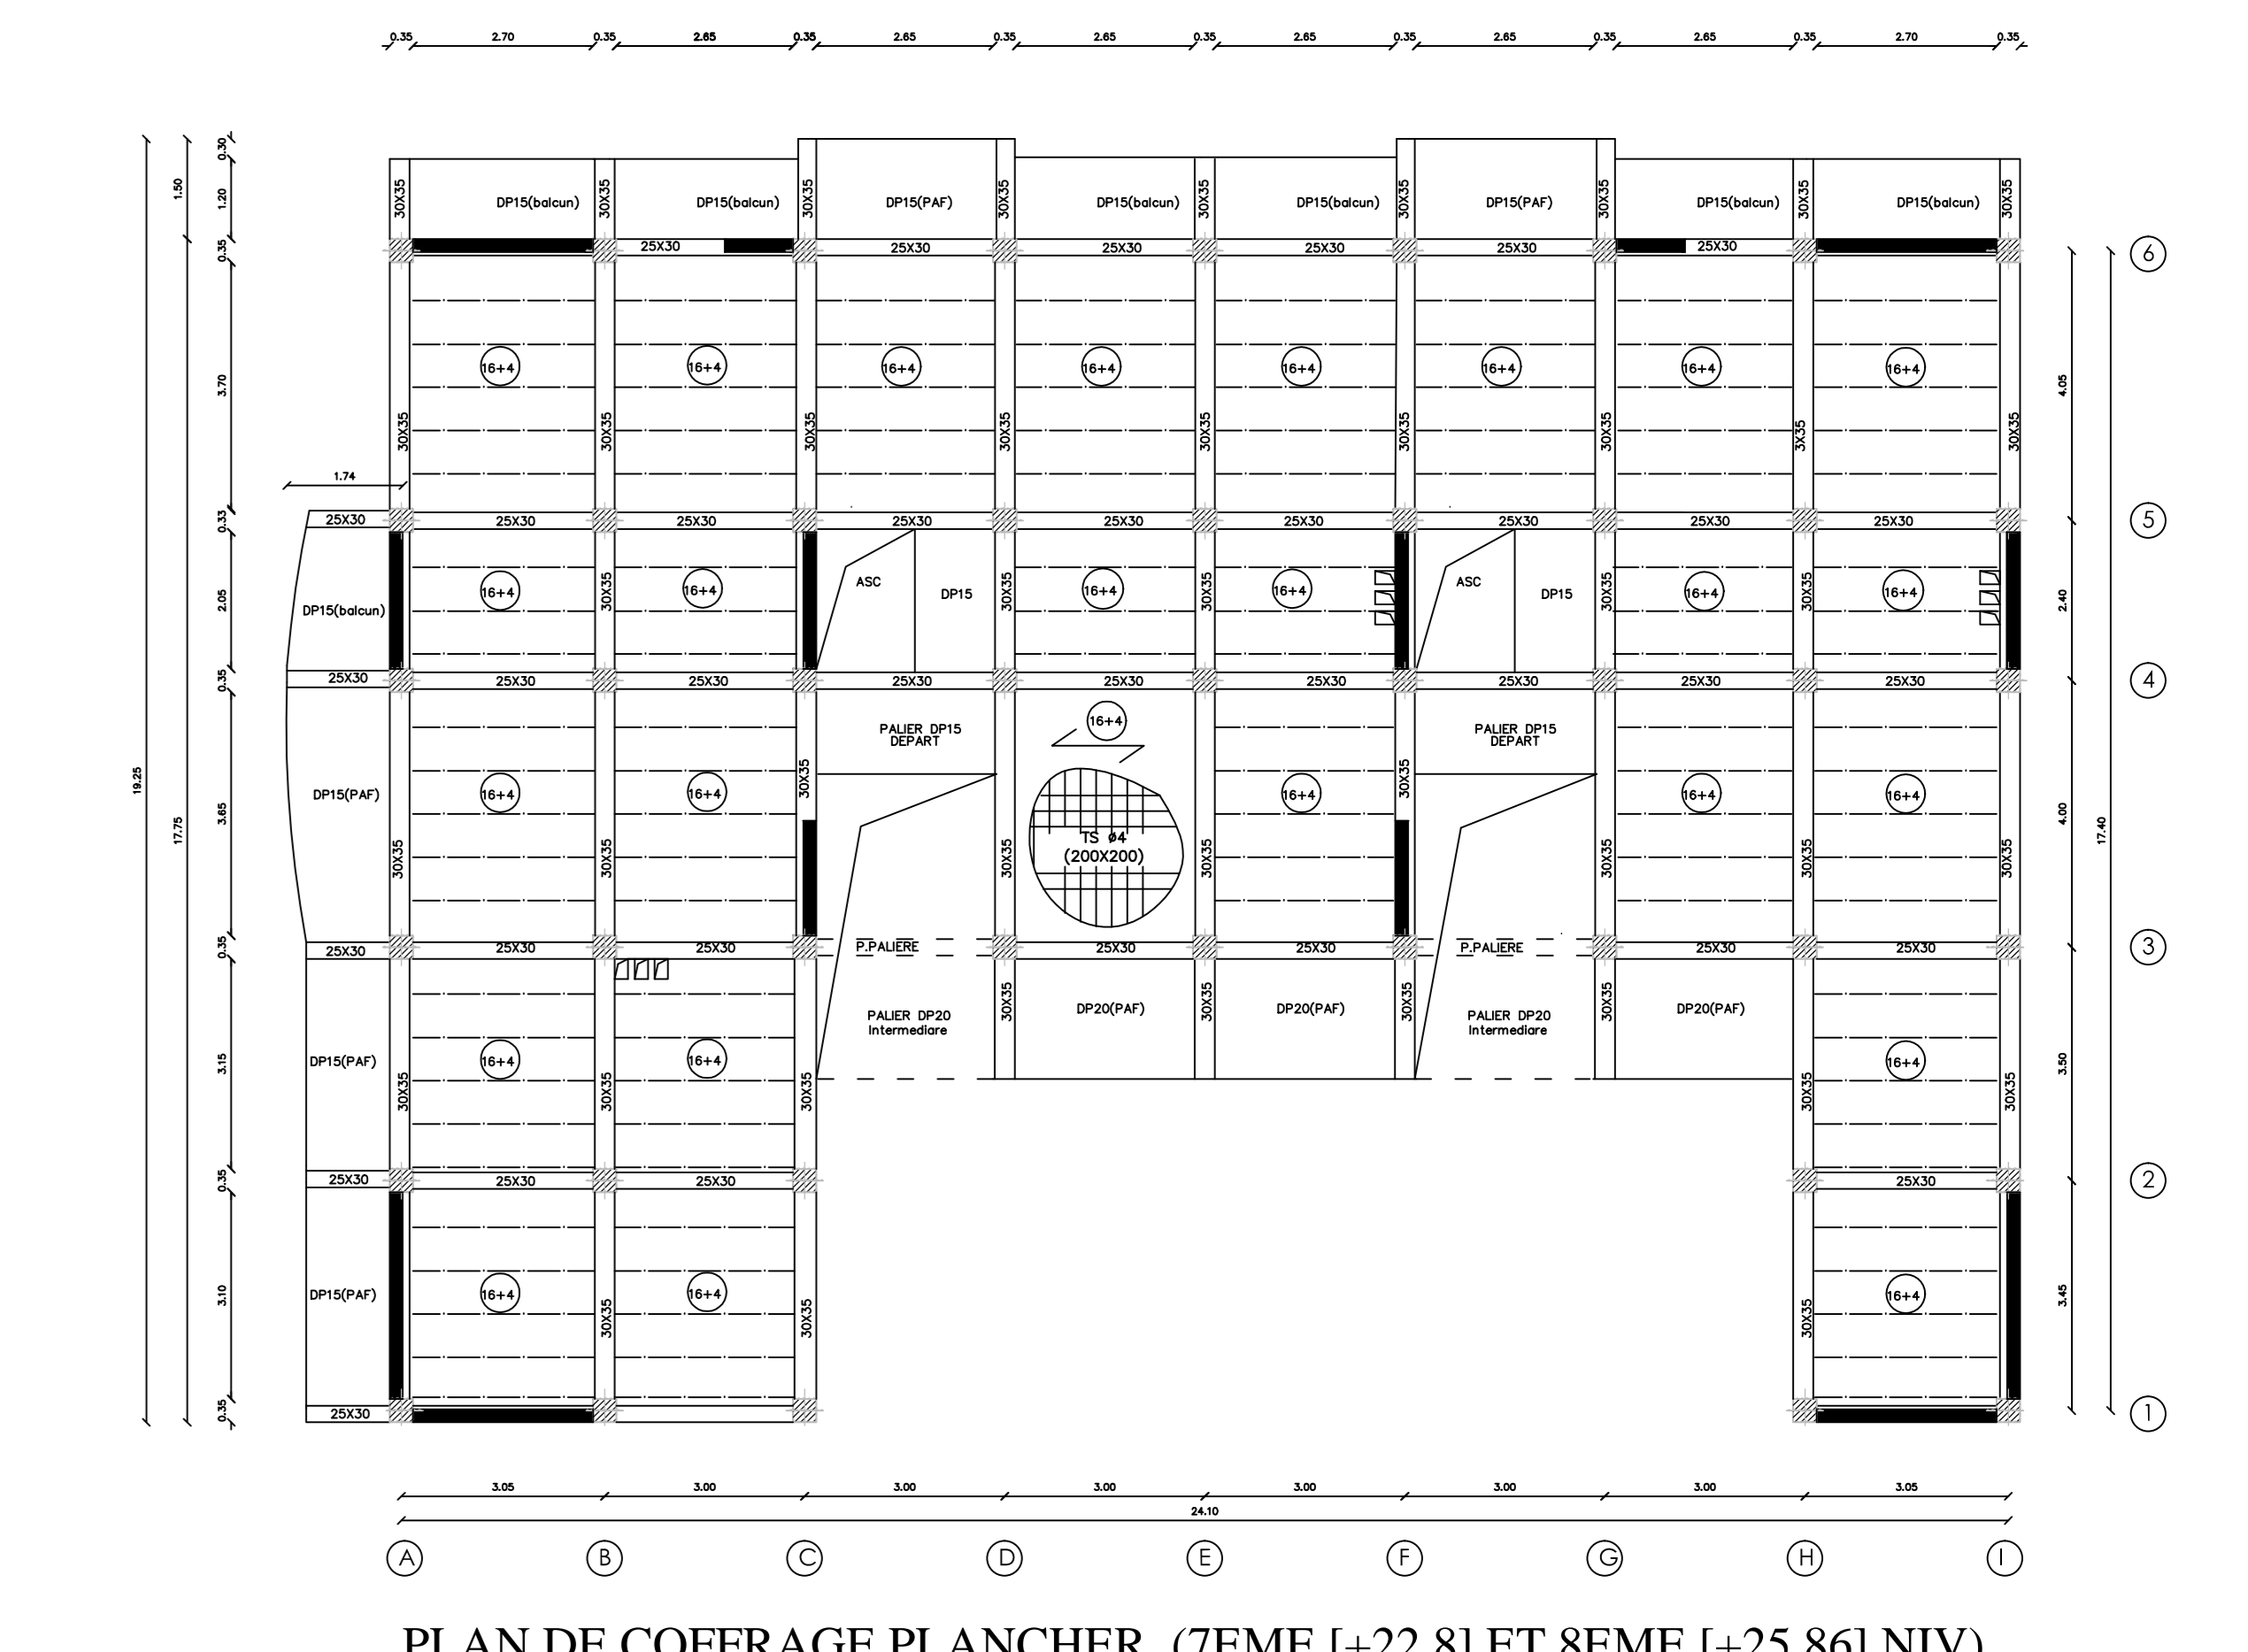 0.35 2.70 0.35 2.65 0.35 2.65 0.35 2.65 0.35 2.65 0.35 2.65 0.35 2.65 0.35 2.70 0.35
0.30
1.50 1.20 30X35 DP15(balcun) 30X35 DP15(balcun) 30X35 DP15(PAF) 30X35 DP15(balcun) 30X35 DP15(balcun) 30X35 DP15(PAF) 30X35 DP15(balcun) 30X35 DP15(balcun) 30X35
0.35 25X30 25X30 25X30 25X30 25X30 25X30 6
3.70 16+4 16+4 16+4 16+4 16+4 16+4 16+4 16+4 4.05
30X35 30X35 30X35 30X35 30X35 30X35 30X35 3X35 30X35
1.74
0.33 25X30 25X30 25X30 25X30 25X30 25X30 25X30 25X30 25X30 5
ASC ASC
2.05 16+4 30X35 16+4 DP15 30X35 16+4 30X35 16+4 DP15 30X35 16+4 30X35 16+4 2.40
DP15(balcun)
0.35 25X30 25X30 25X30 25X30 25X30 25X30 25X30 25X30 25X30 4
16+4
PALIER DP15 PALIER DP15
DEPART DEPART
19.25 30X35 30X35
DP15(PAF) 16+4 16+4 16+4 16+4 16+4
17.75 3.65 4.00 17.40
TS ø4
(200X200)
30X35 30X35 30X35 30X35 30X35 30X35 30X35
0.35 25X30 25X30 25X30 P.PALIERE 25X30 25X30 P.PALIERE 25X30 25X30 3
30X35 DP20(PAF) 30X35 DP20(PAF) 30X35 30X35 DP20(PAF)
PALIER DP20 PALIER DP20
Intermediare Intermediare
3.15 DP15(PAF) 16+4 16+4 16+4 3.50
30X35 30X35 30X35 30X35 30X35
0.35 25X30 25X30 25X30 25X30 2
3.10 DP15(PAF) 16+4 16+4 16+4 3.45
30X35 30X35 30X35
0.35 25X30 1
3.05 3.00 3.00 3.00 3.00 3.00 3.00 3.05
24.10
A B C D E F G H I
PLAN DE COFFRAGE PLANCHER (7EME [+22.8] ET 8EME [+25.86] NIV)